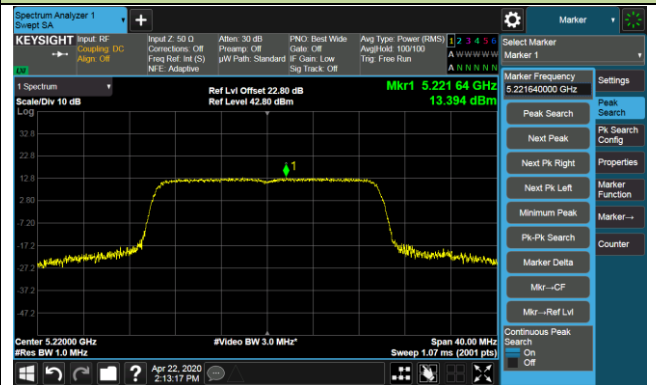 Spectrum Analyzer 1
Swept SA
Marker
KEYSIGHT
Input: RF
Coupling: DC
Align: Off
Input Z: 50 Ω
Corrections: Off
Freq Ref: Int (S)
NFE: Adaptive
Atten: 30 dB
Preamp: Off
µW Path: Standard
PNO: Best Wide
Gate: Off
IF Gain: Low
Sig Track: Off
Avg Type: Power (RMS)
Avg|Hold: 100/100
Trig: Free Run
1 2 3 4 5 6
A W W W W W
A N N N N N
Select Marker
Marker 1
1 Spectrum
Scale/Div 10 dB
Ref Lvl Offset 22.80 dB
Ref Level 42.80 dBm
Mkr1 5.221 64 GHz
13.394 dBm
Log
32.8
22.8
12.8
2.80
-7.20
-17.2
-27.2
-37.2
-47.2
1
Center 5.22000 GHz
#Res BW 1.0 MHz
#Video BW 3.0 MHz*
Span 40.00 MHz
Sweep 1.07 ms (2001 pts)
Marker Frequency
5.221640000 GHz
Peak Search
Next Peak
Next Pk Right
Next Pk Left
Minimum Peak
Pk-Pk Search
Marker Delta
Mkr→CF
Mkr→Ref Lvl
Continuous Peak
Search
On
Off
Settings
Peak
Search
Pk Search
Config
Properties
Marker
Function
Marker→
Counter
?
Apr 22, 2020
2:13:17 PM